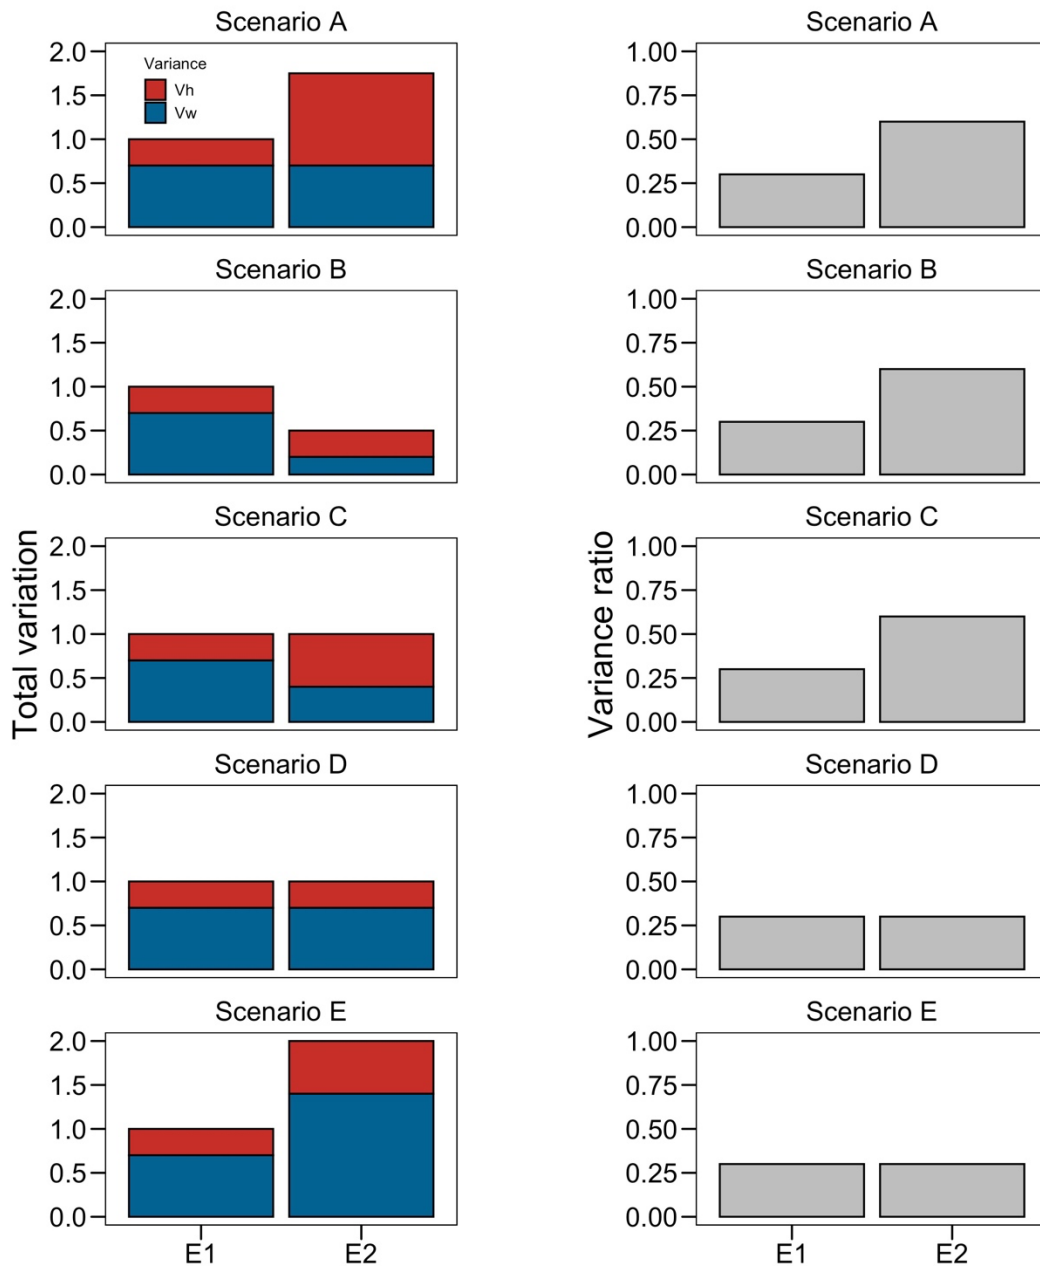 Scenario A
2.0
1.5
1.0
0.5
0.0
Variance
Vh
Vw
Scenario A
1.00
0.75
0.50
0.25
0.00
Scenario B
2.0
1.5
1.0
0.5
0.0
Scenario B
1.00
0.75
0.50
0.25
0.00
Total variation
Scenario C
2.0
1.5
1.0
0.5
0.0
Variance ratio
Scenario C
1.00
0.75
0.50
0.25
0.00
Scenario D
2.0
1.5
1.0
0.5
0.0
Scenario D
1.00
0.75
0.50
0.25
0.00
Scenario E
2.0
1.5
1.0
0.5
0.0
E1 E2
Scenario E
1.00
0.75
0.50
0.25
0.00
E1 E2